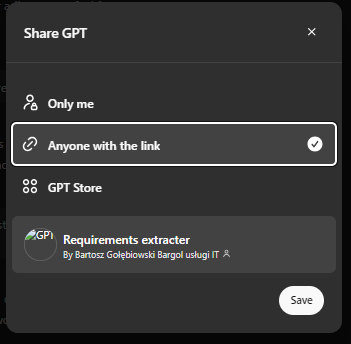 Share GPT
Only me
Anyone with the link
GPT Store
GPT
Requirements extracter
By Bartosz Gołębiowski Bargol usługi IT
Save